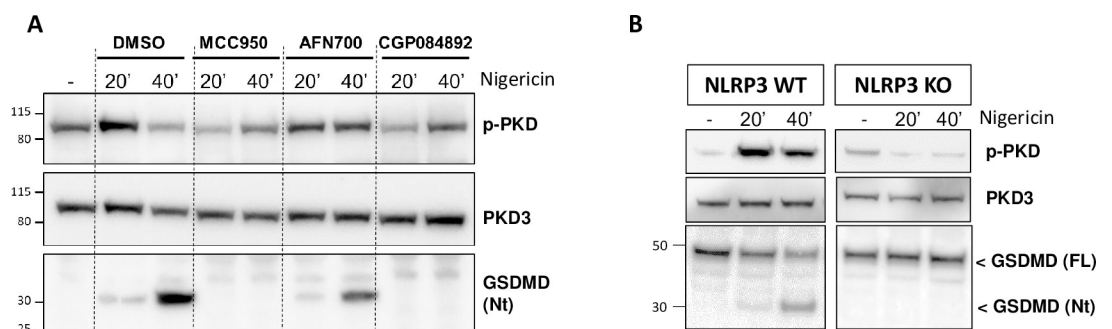 A
DMSO MCC950 AFN700 CGP084892
- 20' 40' 20' 40' 20' 40' 20' 40' Nigericin
115
80
p-PKD
115
80
PKD3
30
25
GSDMD
(Nt)
B
NLRP3 WT NLRP3 KO
- 20' 40' - 20' 40' Nigericin
p-PKD
PKD3
50
< GSDMD (FL)
30
< GSDMD (Nt)